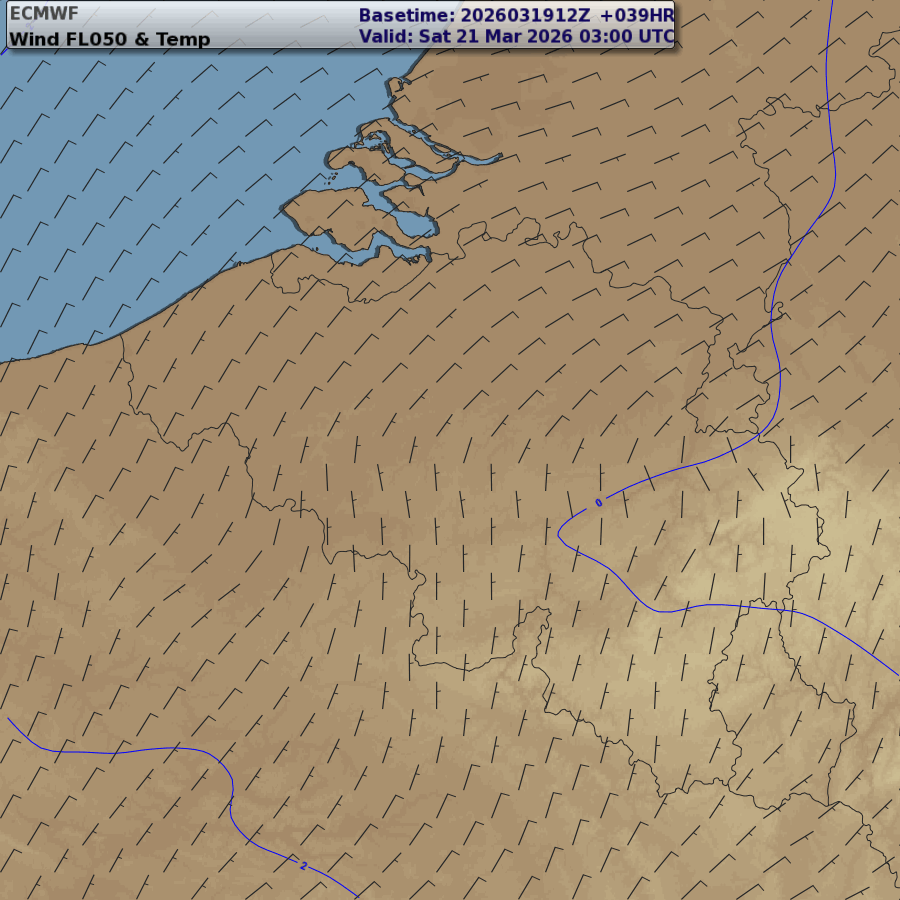 ECMWF
Basetime: 2026031912Z +039HR
Wind FL050 & Temp
Valid: Sat 21 Mar 2026 03:00 UTC
0
2